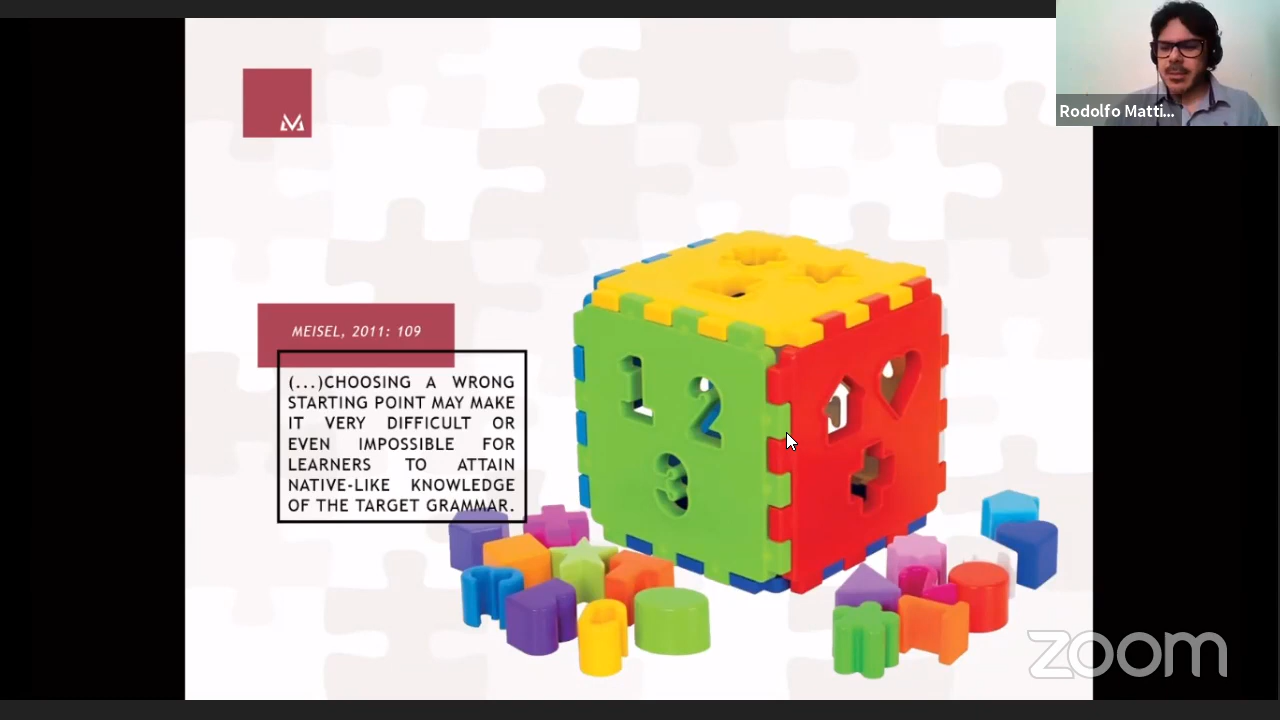 Rodolfo Matti...
MEISEL, 2011: 109
(...)CHOOSING A WRONG
STARTING POINT MAY MAKE
IT VERY DIFFICULT OR
EVEN IMPOSSIBLE FOR
LEARNERS TO ATTAIN
NATIVE-LIKE KNOWLEDGE
OF THE TARGET GRAMMAR.
1 2
3
zoom